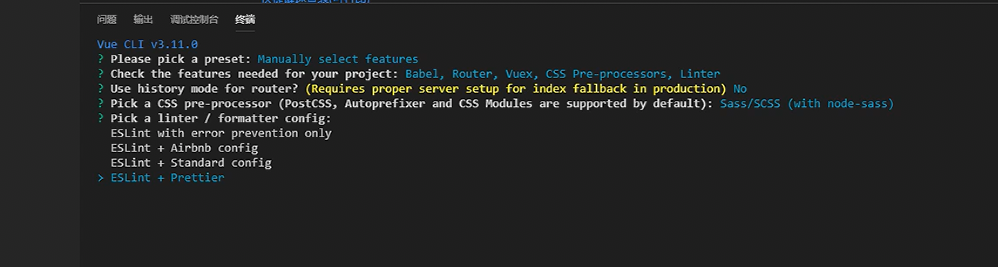 问题 输出 调试控制台 终端
Vue CLI v3.11.0
? Please pick a preset: Manually select features
? Check the features needed for your project: Babel, Router, Vuex, CSS Pre-processors, Linter
? Use history mode for router? (Requires proper server setup for index fallback in production) No
? Pick a CSS pre-processor (PostCSS, Autoprefixer and CSS Modules are supported by default): Sass/SCSS (with node-sass)
? Pick a linter / formatter config:
ESLint with error prevention only
ESLint + Airbnb config
ESLint + Standard config
> ESLint + Prettier